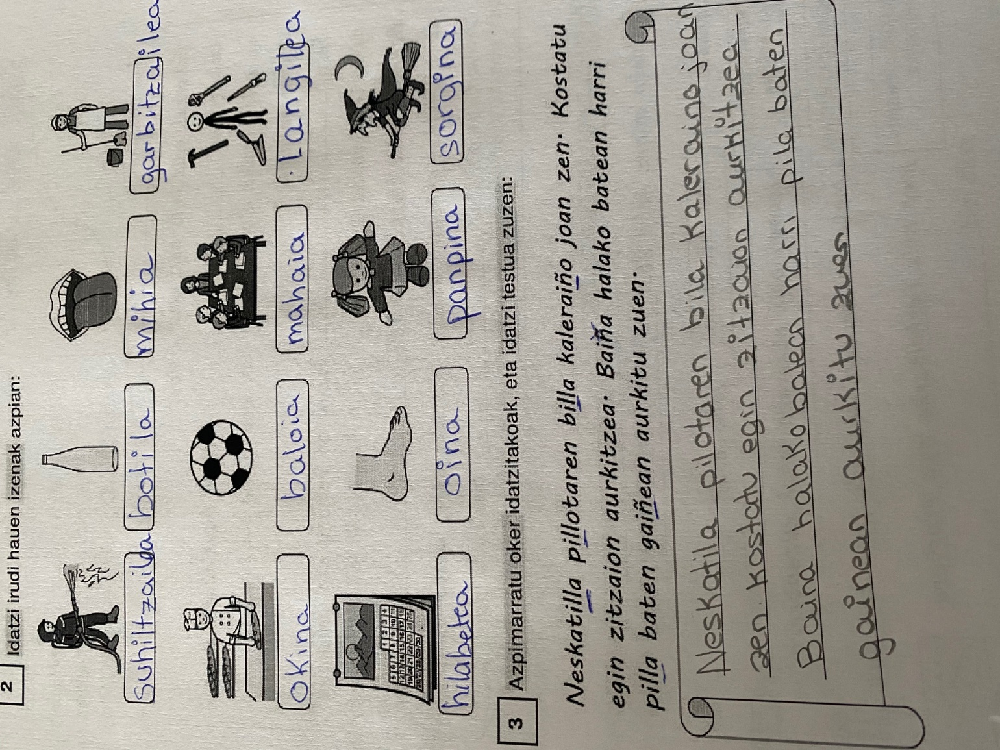 2 Idatzi irudi hauen izenak azpian:
suhiltzailea botila mihia garbitzailea
okina baloia mahaia Langilea
hilabetea oina panpina sorgina
3 Azpimarratu oker idatzitakoak, eta idatzi testua zuzen:
Neskatilla pillotaren billa kaleraiño joan zen. Kostatu
egin zitzaion aurkitzea. Baiña halako batean harri
pilla baten gaiñean aurkitu zuen.
Neskatila pilotaren bila kaleraino joan
zen. kostatu egin zitzaion aurkitzea.
Baina halako batean harri pila baten
gainean aurkitu zuen